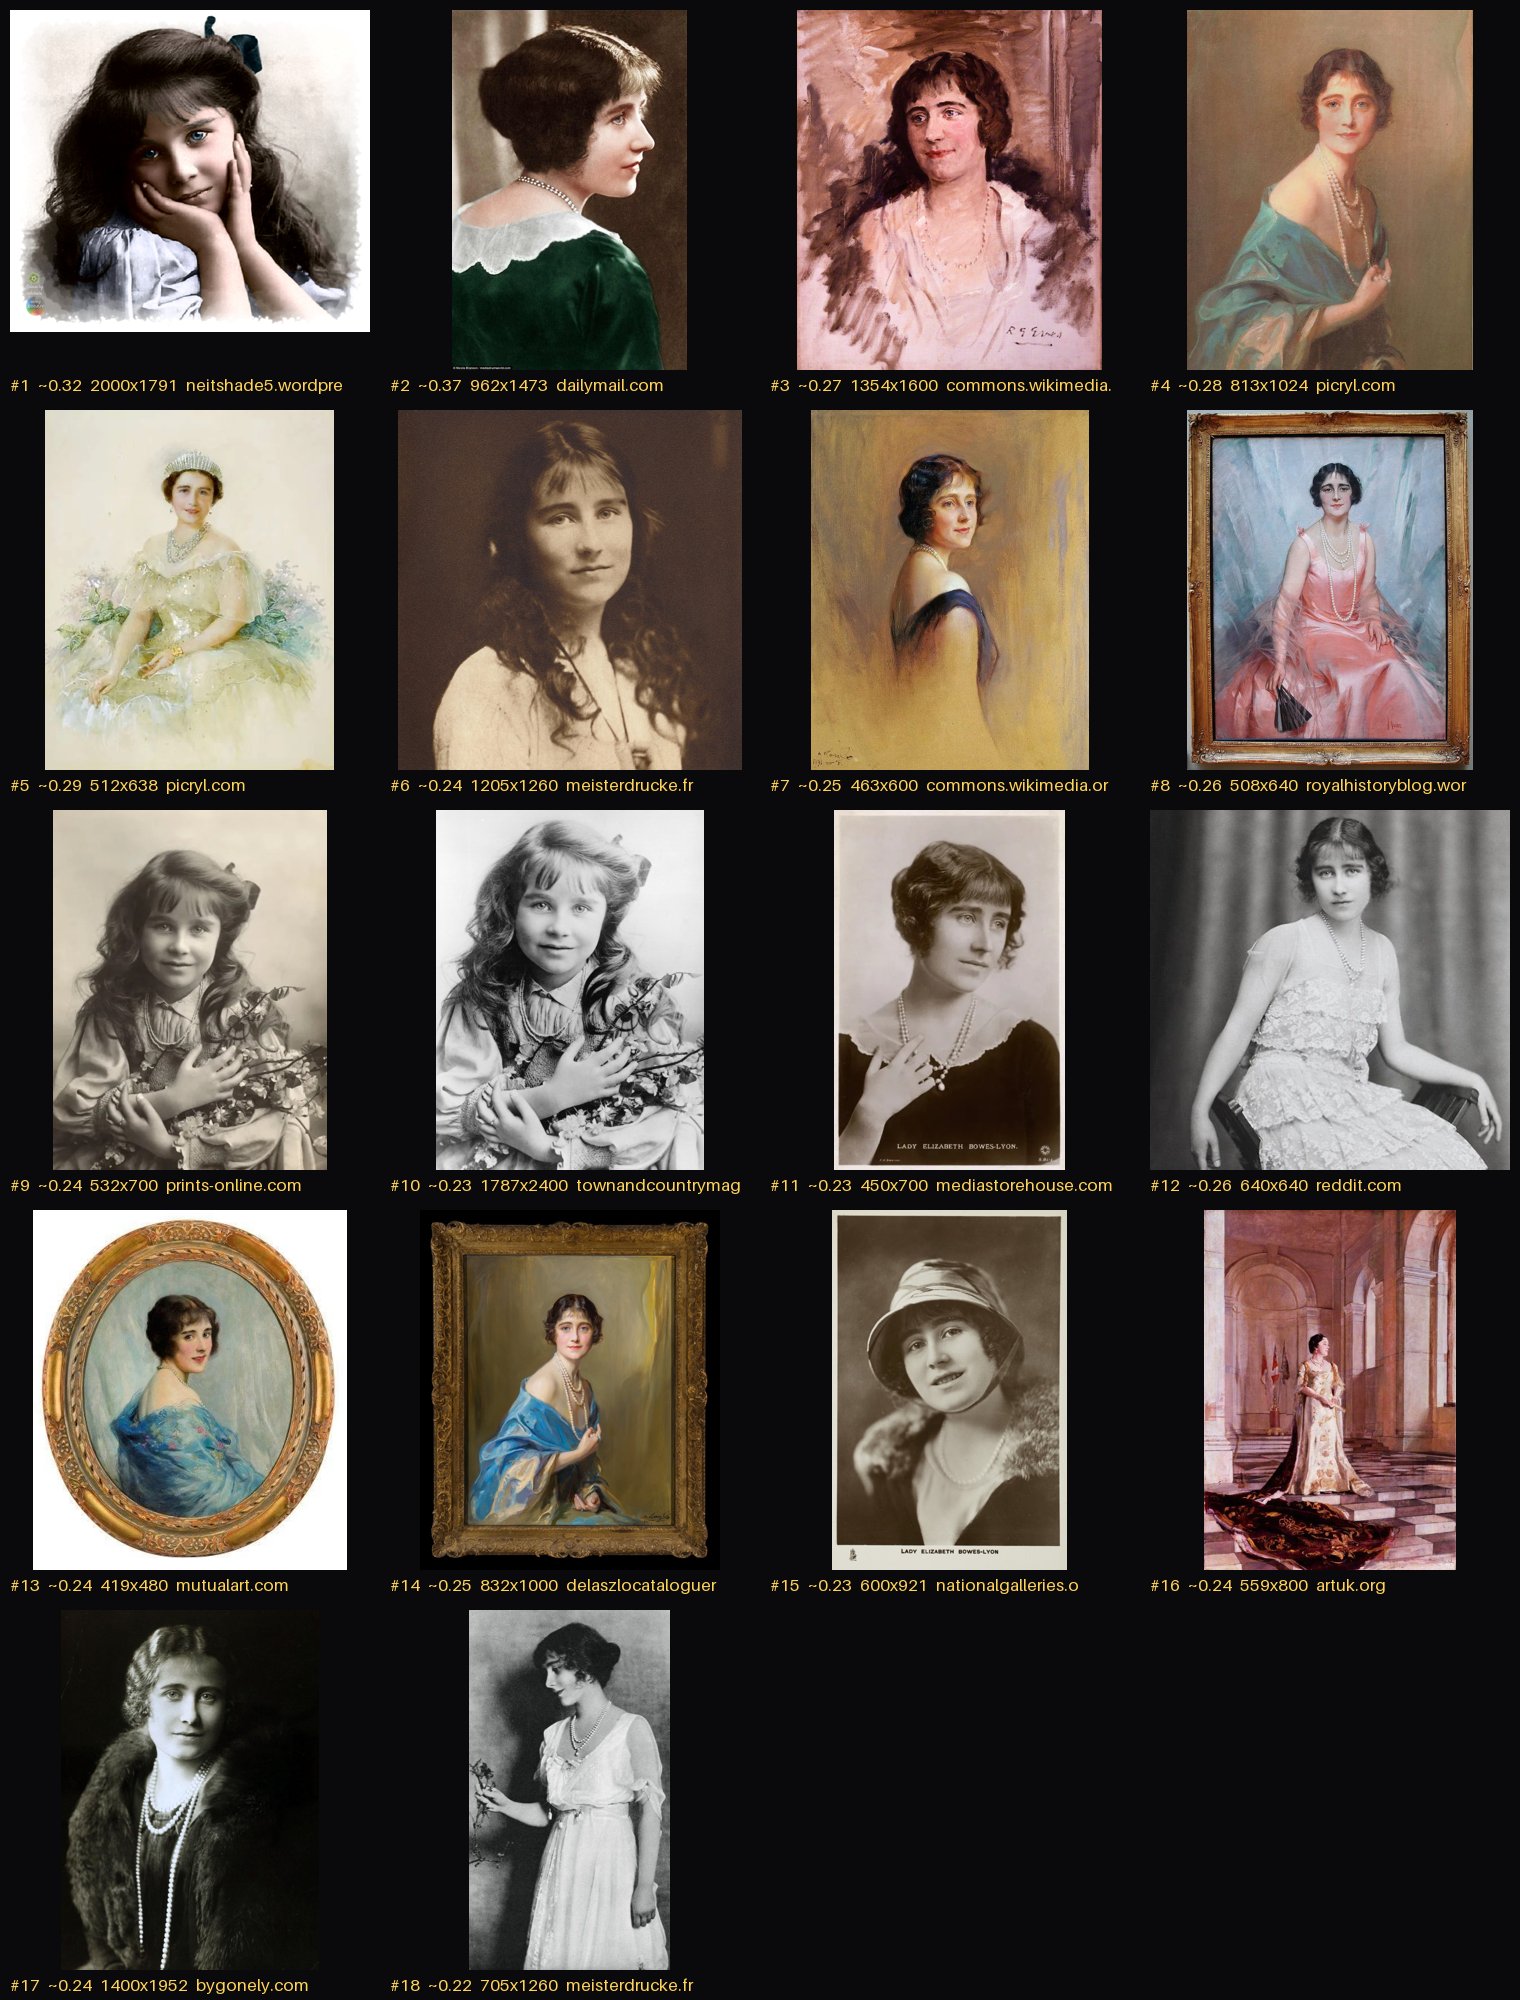 #1 ~0.32 2000x1791 neitshade5.wordpre
#2 ~0.37 962x1473 dailymail.com
R G Eves
#3 ~0.27 1354x1600 commons.wikimedia.
#4 ~0.28 813x1024 picryl.com
#5 ~0.29 512x638 picryl.com
#6 ~0.24 1205x1260 meisterdrucke.fr
#7 ~0.25 463x600 commons.wikimedia.or
#8 ~0.26 508x640 royalhistoryblog.wor
#9 ~0.24 532x700 prints-online.com
#10 ~0.23 1787x2400 townandcountrymag
LADY ELIZABETH BOWES-LYON.
#11 ~0.23 450x700 mediastorehouse.com
#12 ~0.26 640x640 reddit.com
#13 ~0.24 419x480 mutualart.com
#14 ~0.25 832x1000 delaszlocataloguer
LADY ELIZABETH BOWES-LYON
#15 ~0.23 600x921 nationalgalleries.o
#16 ~0.24 559x800 artuk.org
#17 ~0.24 1400x1952 bygonely.com
#18 ~0.22 705x1260 meisterdrucke.fr